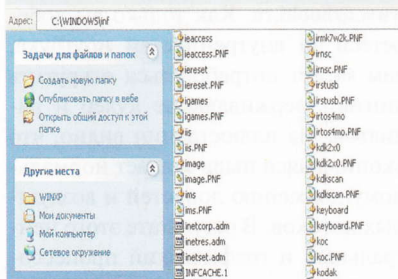 Адрес: C:\WINDOWS\inf
Задачи для файлов и папок
Создать новую папку
Опубликовать папку в вебе
Открыть общий доступ к этой
папке
Другие места
WINXP
Мои документы
Мой компьютер
Сетевое окружение
ieaccess
ieaccess.PNF
iereset
iereset.PNF
igames
igames.PNF
iis
iis.PNF
image
image.PNF
ims
ims.PNF
inetcorp.adm
inetres.adm
inetset.adm
INFCACHE.1
irmk7w2k.PNF
irnsc
irnsc.PNF
irstusb
irstusb.PNF
irtos4mo
irtos4mo.PNF
kdk2x0
kdk2x0.PNF
kdkscan
kdkscan.PNF
keyboard
keyboard.PNF
koc
koc.PNF
kodak